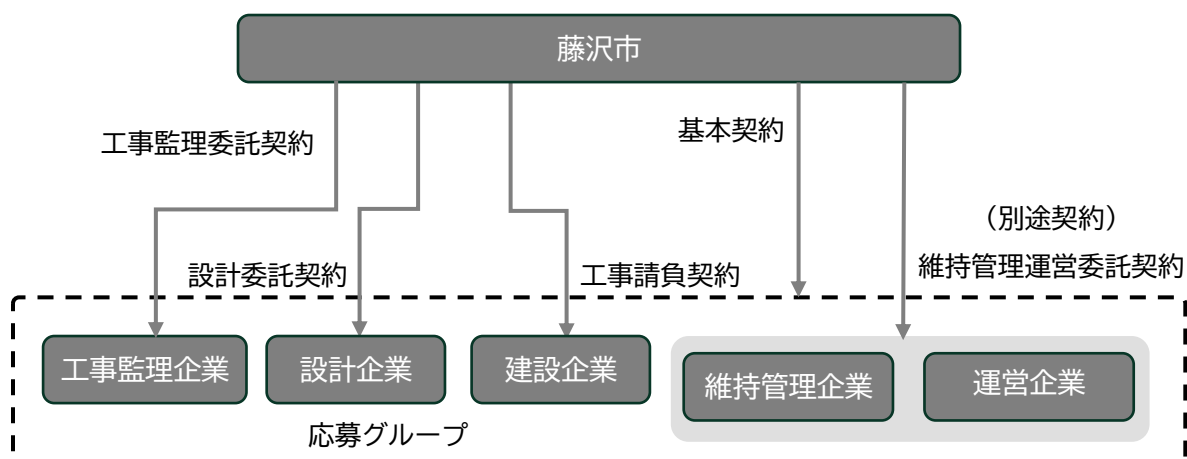 藤沢市
工事監理委託契約
基本契約
（別途契約）
設計委託契約
工事請負契約
維持管理運営委託契約
工事監理企業
設計企業
建設企業
維持管理企業
運営企業
応募グループ